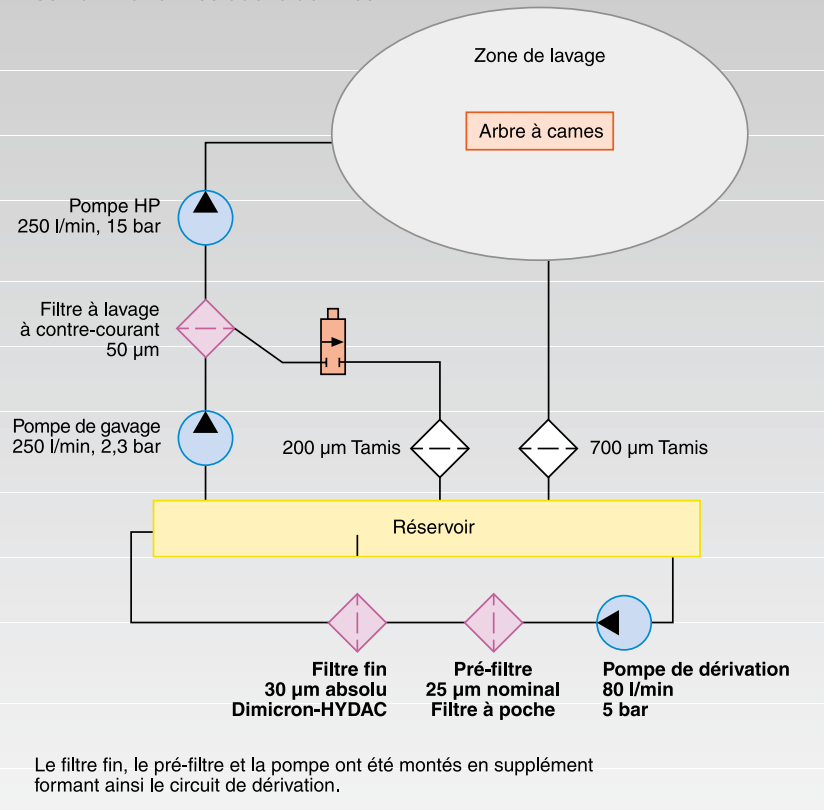 Zone de lavage
Arbre à cames
Pompe HP
250 l/min, 15 bar
Filtre à lavage
à contre-courant
50 µm
Pompe de gavage
250 l/min, 2,3 bar
200 µm Tamis
700 µm Tamis
Réservoir
Filtre fin
30 µm absolu
Dimicron-HYDAC
Pré-filtre
25 µm nominal
Filtre à poche
Pompe de dérivation
80 l/min
5 bar
Le filtre fin, le pré-filtre et la pompe ont été montés en supplément
formant ainsi le circuit de dérivation.